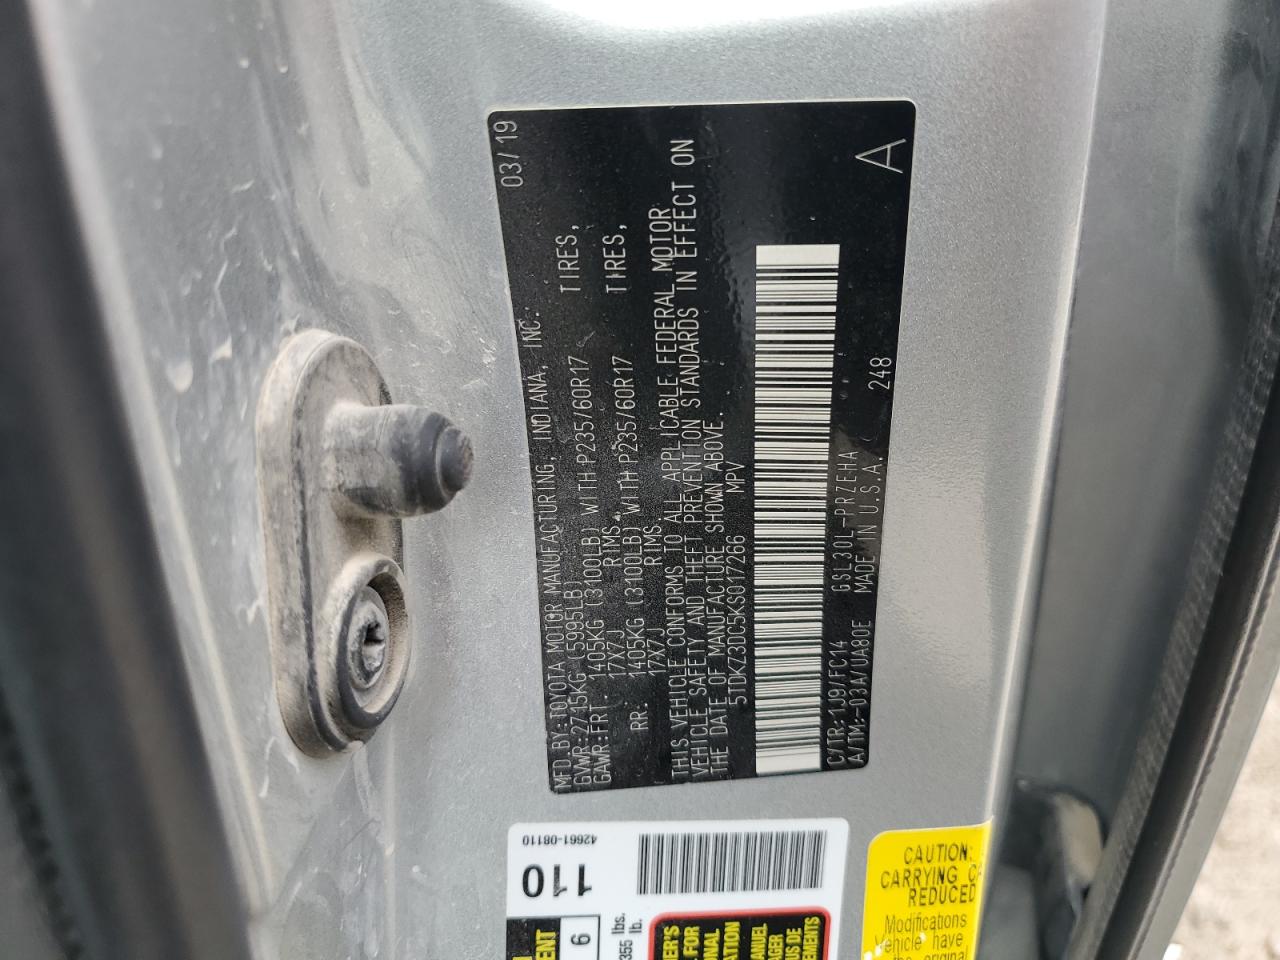 MFD.BY:TOYOTA MOTOR MANUFACTURING, INDIANA, INC. 03/19
GVWR:2715KG (5995LB)
GAWR:FRT. 1405KG (3100LB) WITH P235/60R17 TIRES,
17X7J RIMS,
RR. 1405KG (3100LB) WITH P235/60R17 TIRES,
17X7J RIMS.
THIS VEHICLE CONFORMS TO ALL APPLICABLE FEDERAL MOTOR
VEHICLE SAFETY AND THEFT PREVENTION STANDARDS IN EFFECT ON
THE DATE OF MANUFACTURE SHOWN ABOVE.
5TDKZ3DC5KS017266 MPV
C/TR:1J9/FC14 GSL30L-PRZEHA 248
A/TM:-03A/UA80E MADE IN U.S.A. A
42661-08110
110
6
355 lbs.
lb.
CAUTION:
CARRYING
REDUCED
Modifications
vehicle have
the original